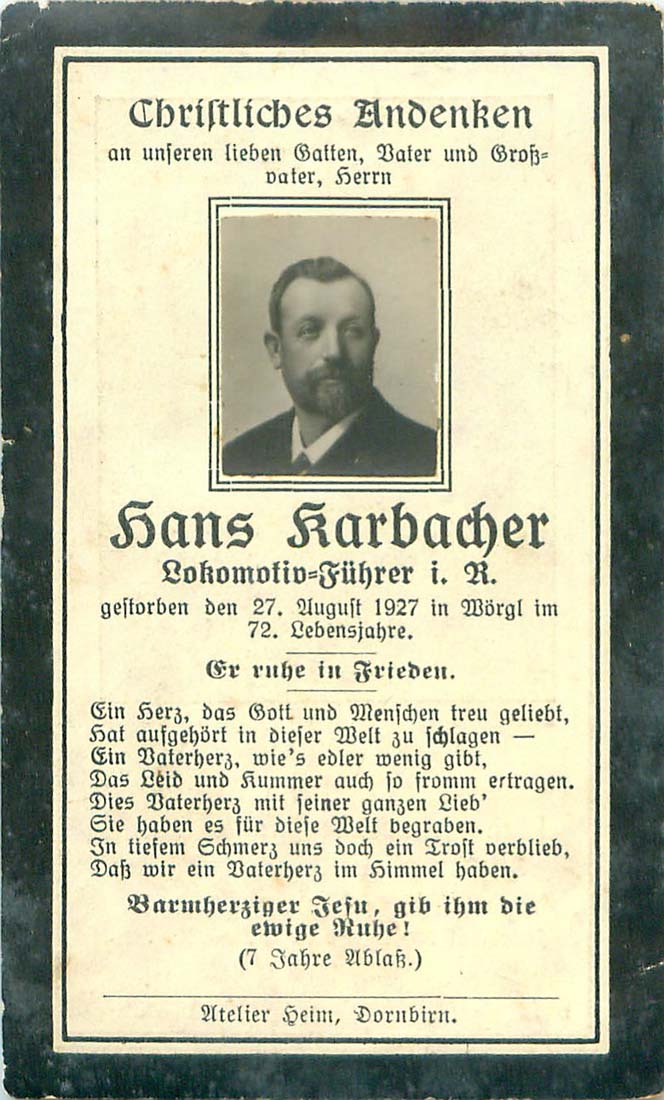 Christliches Andenken
an unseren lieben Gatten, Vater und Groß=
vater, Herrn
Hans Karbacher
Lokomotiv=Führer i. R.
gestorben den 27. August 1927 in Wörgl im
72. Lebensjahre.
Er ruhe in Frieden.
Ein Herz, das Gott und Menschen treu geliebt,
Hat aufgehört in dieser Welt zu schlagen —
Ein Vaterherz, wie's edler wenig gibt,
Das Leid und Kummer auch so fromm ertragen.
Dies Vaterherz mit seiner ganzen Lieb'
Sie haben es für diese Welt begraben.
In tiefem Schmerz uns doch ein Trost verblieb,
Daß wir ein Vaterherz im Himmel haben.
Barmherziger Jesu, gib ihm die
ewige Ruhe!
(7 Jahre Ablaß.)
Atelier Heim, Dornbirn.